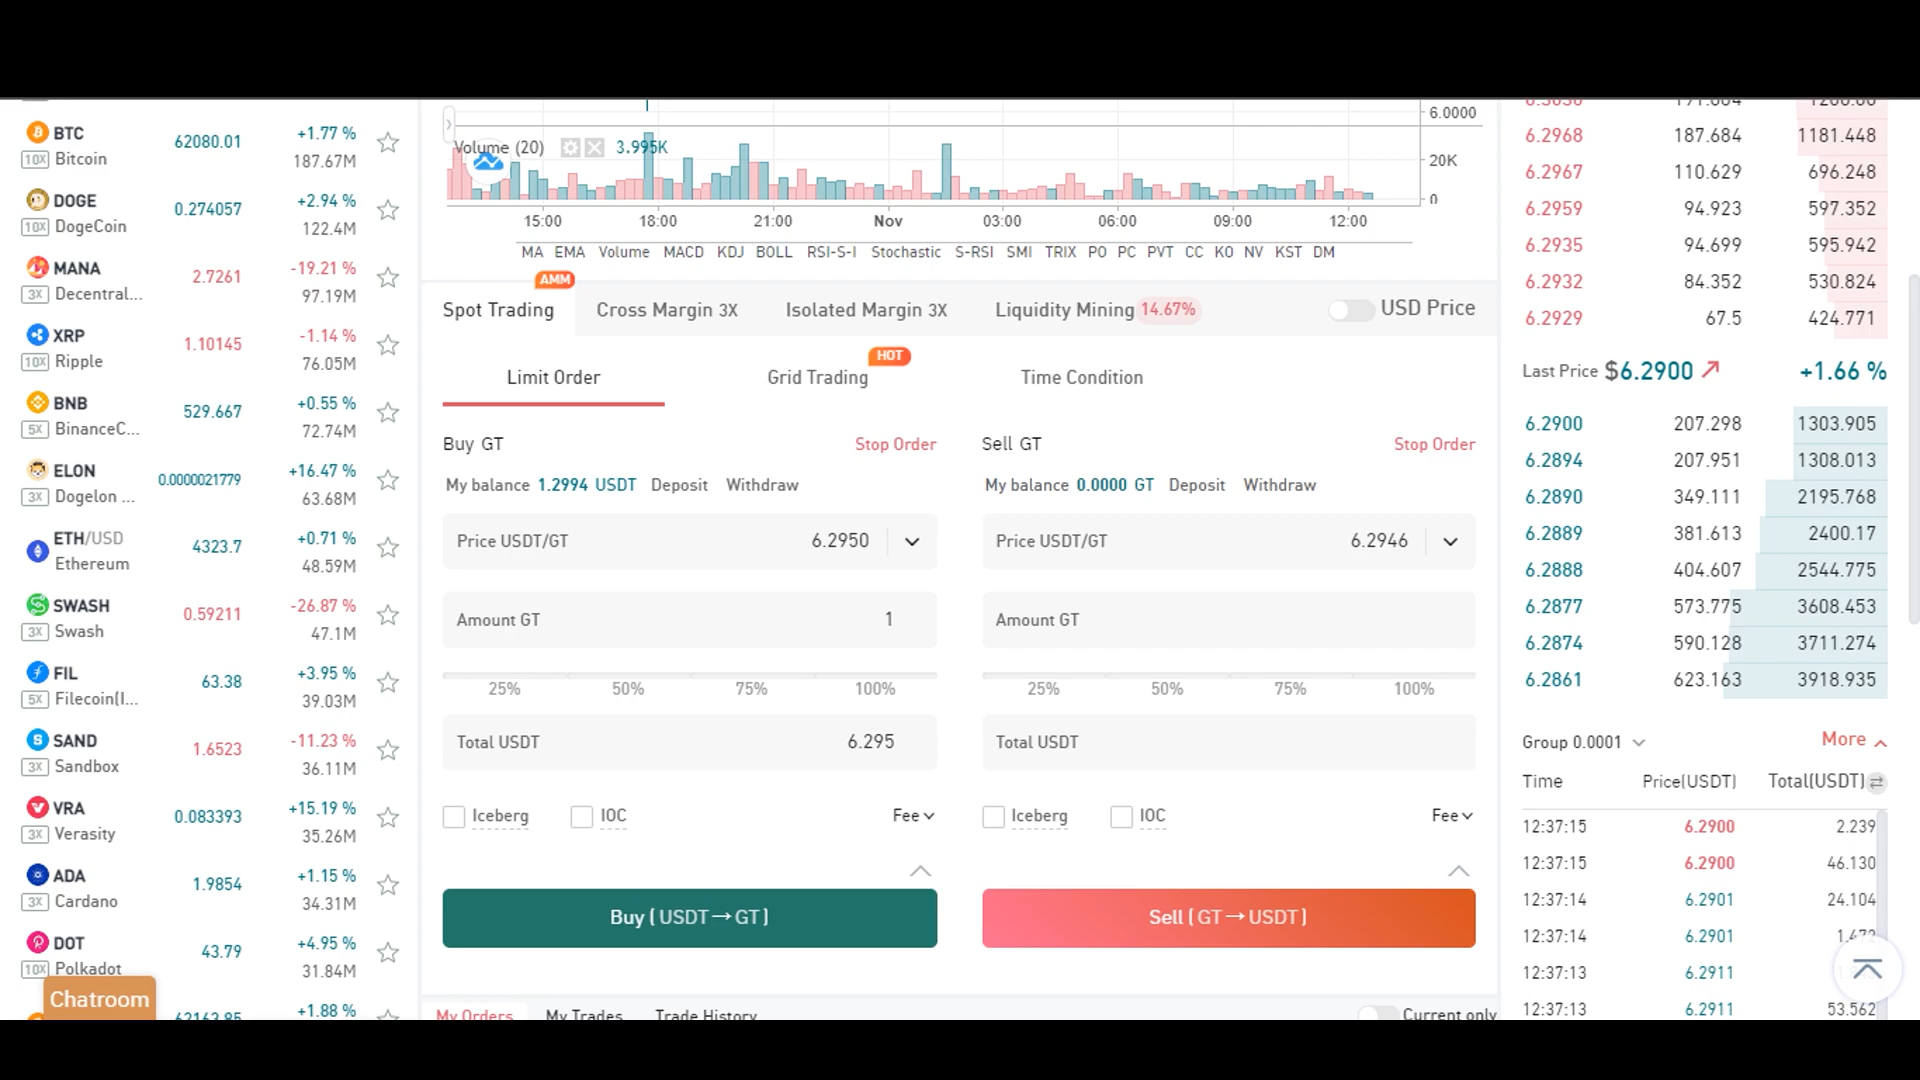 BTC 62080.01 +1.77 %
10X Bitcoin 187.67M
DOGE 0.274057 +2.94 %
10X DogeCoin 122.4M
MANA 2.7261 -19.21 %
3X Decentral... 97.19M
XRP 1.10145 -1.14 %
10X Ripple 76.05M
BNB 529.667 +0.55 %
5X BinanceC... 72.74M
ELON 0.0000021779 +16.47 %
3X Dogelon ... 63.68M
ETH/USD 4323.7 +0.71 %
Ethereum 48.59M
SWASH 0.59211 -26.87 %
3X Swash 47.1M
FIL 63.38 +3.95 %
5X Filecoin(I... 39.03M
SAND 1.6523 -11.23 %
3X Sandbox 36.11M
VRA 0.083393 +15.19 %
3X Verasity 35.26M
ADA 1.9854 +1.15 %
3X Cardano 34.31M
DOT 43.79 +4.95 %
10X Polkadot 31.84M
Chatroom
62163.85 +1.88 %
6.0000
Volume (20) 3.995K
20K
0
15:00 18:00 21:00 Nov 03:00 06:00 09:00 12:00
MA EMA Volume MACD KDJ BOLL RSI-S-I Stochastic S-RSI SMI TRIX PO PC PVT CC KO NV KST DM
AMM
Spot Trading Cross Margin 3X Isolated Margin 3X Liquidity Mining 14.67% USD Price
HOT
Limit Order Grid Trading Time Condition
Buy GT Stop Order
My balance 1.2994 USDT Deposit Withdraw
Price USDT/GT 6.2950
Amount GT 1
25% 50% 75% 100%
Total USDT 6.295
Iceberg IOC Fee
Buy(USDT→GT)
Sell GT Stop Order
My balance 0.0000 GT Deposit Withdraw
Price USDT/GT 6.2946
Amount GT
25% 50% 75% 100%
Total USDT
Iceberg IOC Fee
Sell(GT→USDT)
My Orders My Trades Trade History Current only
6.2968 187.684 1181.448
6.2967 110.629 696.248
6.2959 94.923 597.352
6.2935 94.699 595.942
6.2932 84.352 530.824
6.2929 67.5 424.771
Last Price $6.2900 ↗ +1.66 %
6.2900 207.298 1303.905
6.2894 207.951 1308.013
6.2890 349.111 2195.768
6.2889 381.613 2400.17
6.2888 404.607 2544.775
6.2877 573.775 3608.453
6.2874 590.128 3711.274
6.2861 623.163 3918.935
Group 0.0001 More
Time Price(USDT) Total(USDT)
12:37:15 6.2900 2.239
12:37:15 6.2900 46.130
12:37:14 6.2901 24.104
12:37:14 6.2901
12:37:13 6.2911
12:37:13 6.2911 53.562